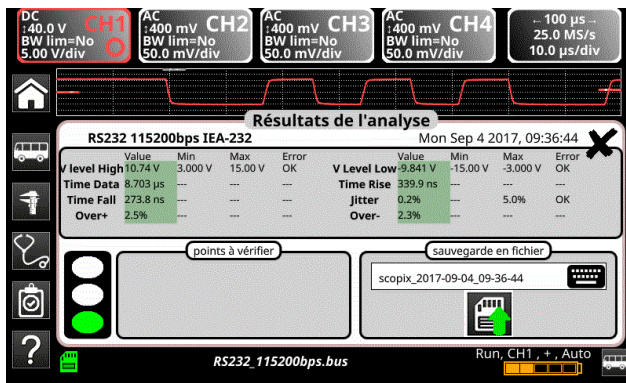 DC
↕40.0 V CH1
BW lim=No
5.00 V/div
AC
↕400 mV CH2
BW lim=No
50.0 mV/div
AC
↕400 mV CH3
BW lim=No
50.0 mV/div
AC
↕400 mV CH4
BW lim=No
50.0 mV/div
←100 µs→
25.0 MS/s
10.0 µs/div
Résultats de l'analyse
RS232 115200bps IEA-232 Mon Sep 4 2017, 09:36:44
Value Min Max Error Value Min Max Error
V level High 10.74 V 3.000 V 15.00 V OK V Level Low -9.841 V -15.00 V -3.000 V OK
Time Data 8.703 µs --- --- --- Time Rise 339.9 ns --- --- ---
Time Fall 273.8 ns --- --- --- Jitter 0.2% --- 5.0% OK
Over+ 2.5% --- --- --- Over- 2.3% --- --- ---
points à vérifier
sauvegarde en fichier
scopix_2017-09-04_09-36-44
?
RS232_115200bps.bus
Run, CH1 , + , Auto